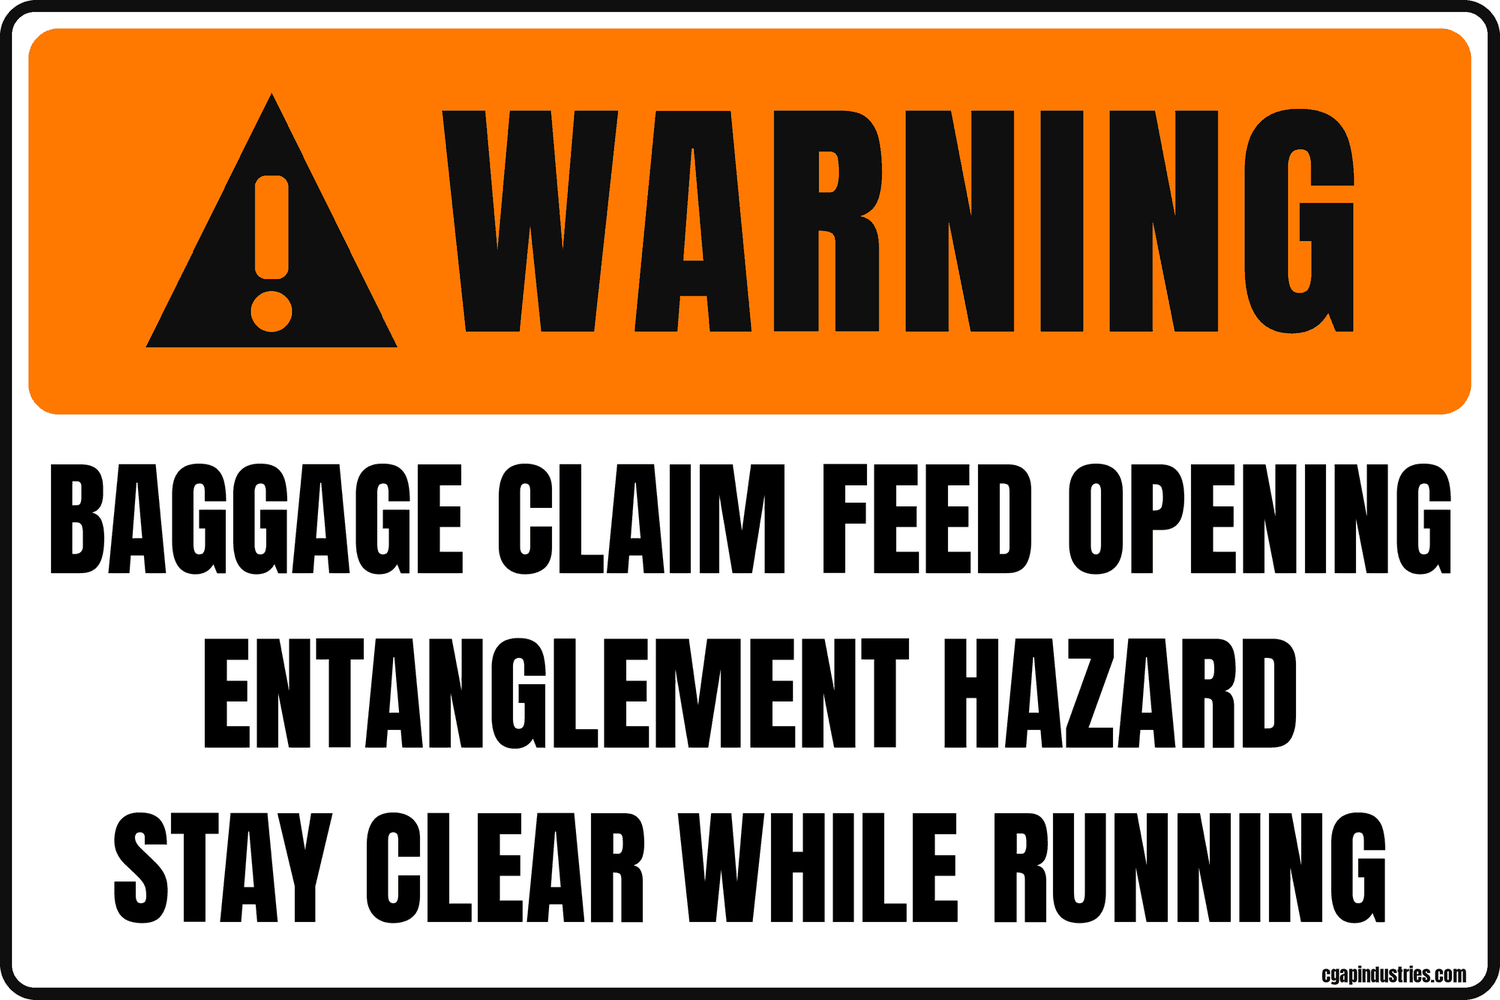 WARNING
BAGGAGE CLAIM FEED OPENING
ENTANGLEMENT HAZARD
STAY CLEAR WHILE RUNNING
cgapindustries.com